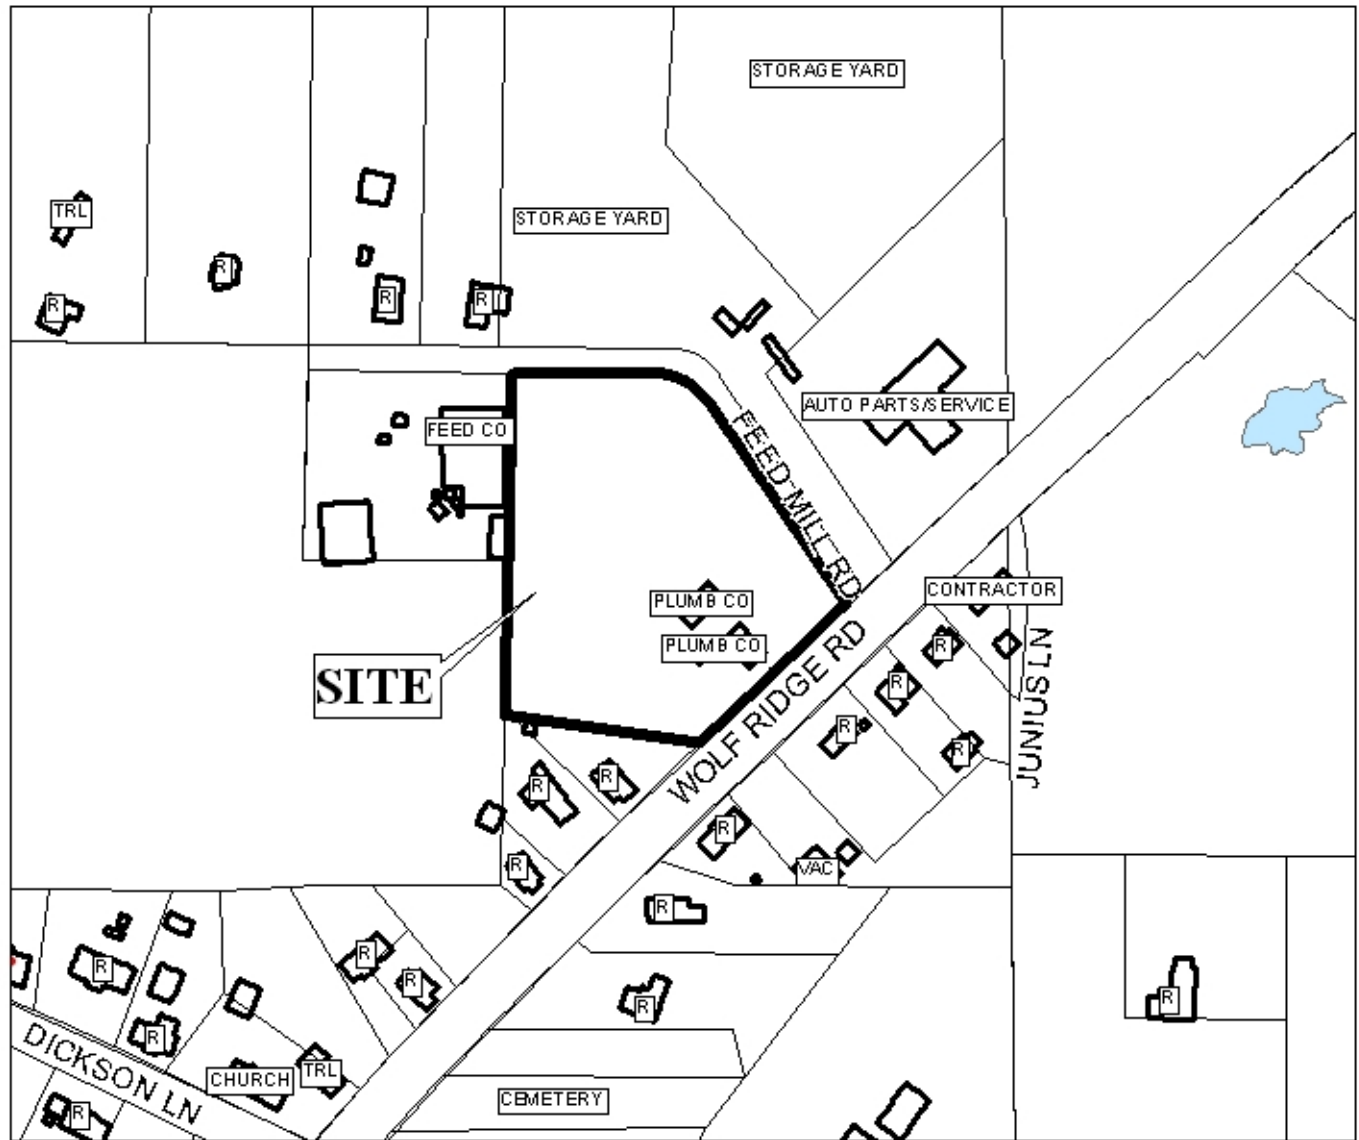 STORAGE YARD
TRL
STORAGE YARD
R
R
R
R
AUTO PARTS/SERVICE
FEED CO
FEED MILL RD
CONTRACTOR
PLUMB CO
PLUMB CO
R
SITE
JUNIUS LN
R
WOLF RIDGE RD
R
R
R
R
R
R
VAC
R
R
R
R
R
R
R
R
DICKSON LN
CHURCH
TRL
CEMETERY
R